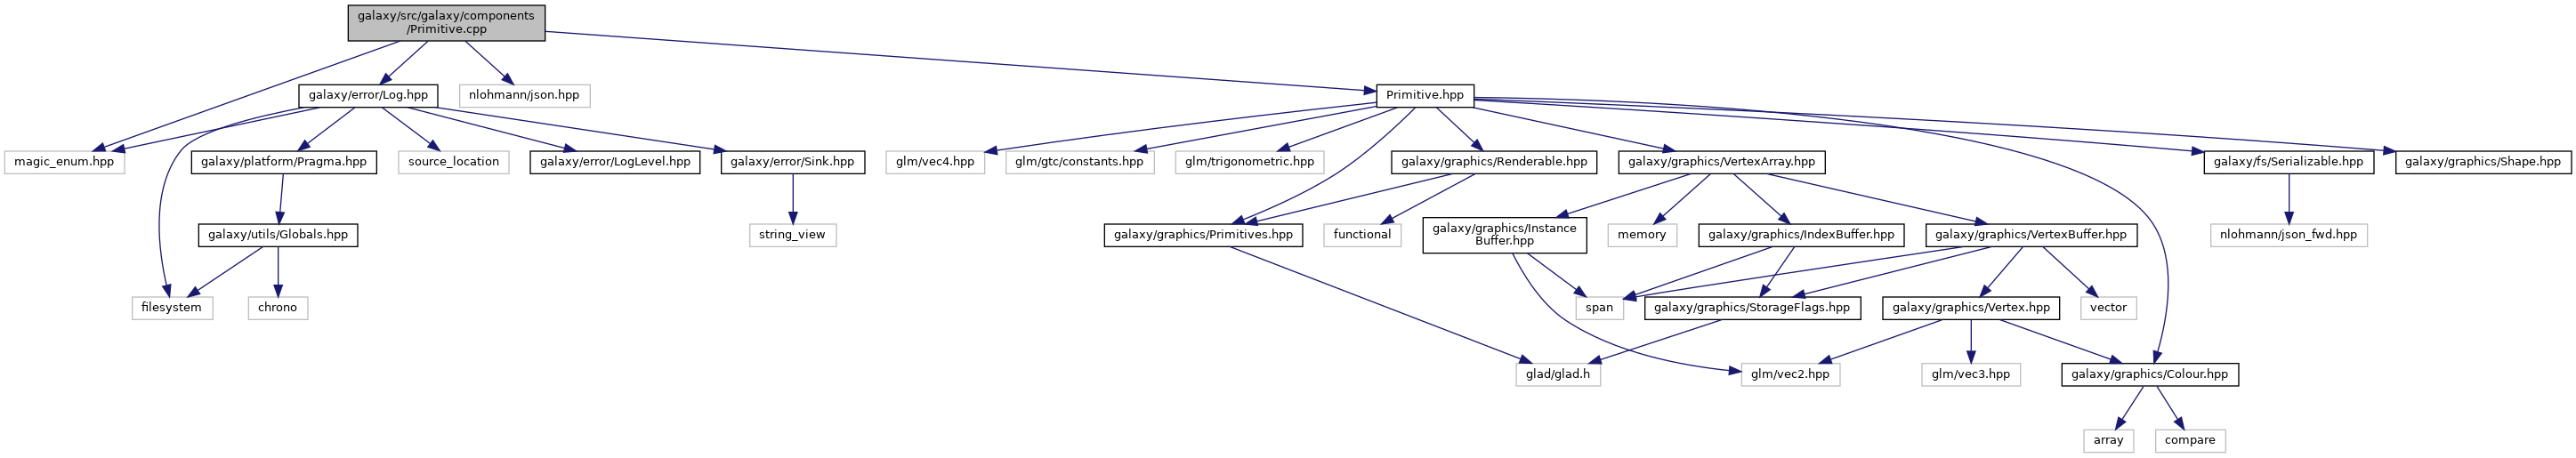 galaxy/src/galaxy/components
/Primitive.cpp
galaxy/error/Log.hpp
nlohmann/json.hpp
Primitive.hpp
magic_enum.hpp
galaxy/platform/Pragma.hpp
source_location
galaxy/error/LogLevel.hpp
galaxy/error/Sink.hpp
glm/vec4.hpp
glm/gtc/constants.hpp
glm/trigonometric.hpp
galaxy/graphics/Renderable.hpp
galaxy/graphics/VertexArray.hpp
galaxy/fs/Serializable.hpp
galaxy/graphics/Shape.hpp
galaxy/utils/Globals.hpp
string_view
galaxy/graphics/Primitives.hpp
functional
galaxy/graphics/Instance
Buffer.hpp
memory
galaxy/graphics/IndexBuffer.hpp
galaxy/graphics/VertexBuffer.hpp
nlohmann/json_fwd.hpp
filesystem
chrono
span
galaxy/graphics/StorageFlags.hpp
galaxy/graphics/Vertex.hpp
vector
glad/glad.h
glm/vec2.hpp
glm/vec3.hpp
galaxy/graphics/Colour.hpp
array
compare